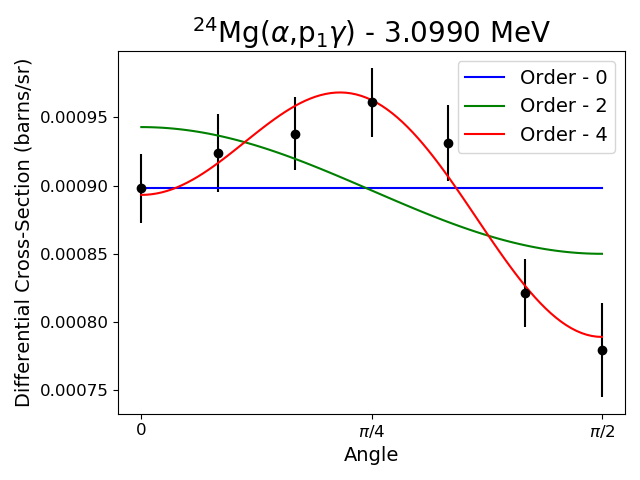 ²⁴Mg(α,p₁γ) - 3.0990 MeV
Differential Cross-Section (barns/sr)
0.00095
0.00090
0.00085
0.00080
0.00075
Order - 0
Order - 2
Order - 4
0
π/4
π/2
Angle